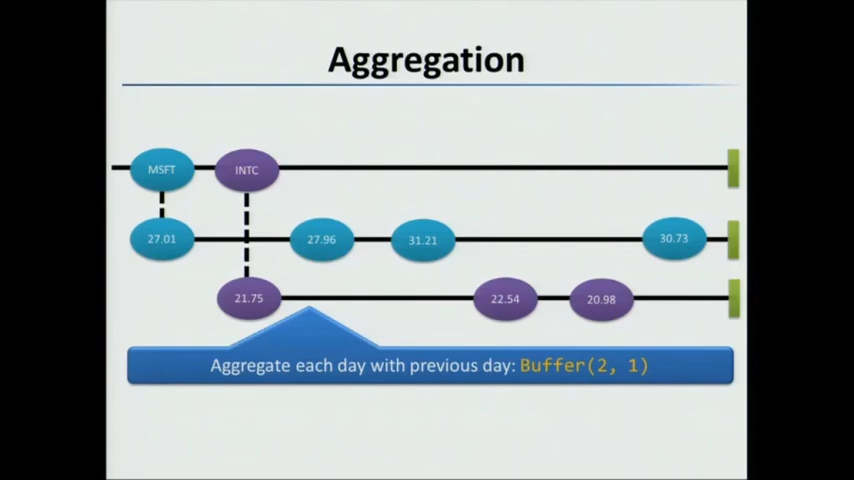 Aggregation
MSFT
INTC
27.01
27.96
31.21
30.73
21.75
22.54
20.98
Aggregate each day with previous day: Buffer(2, 1)